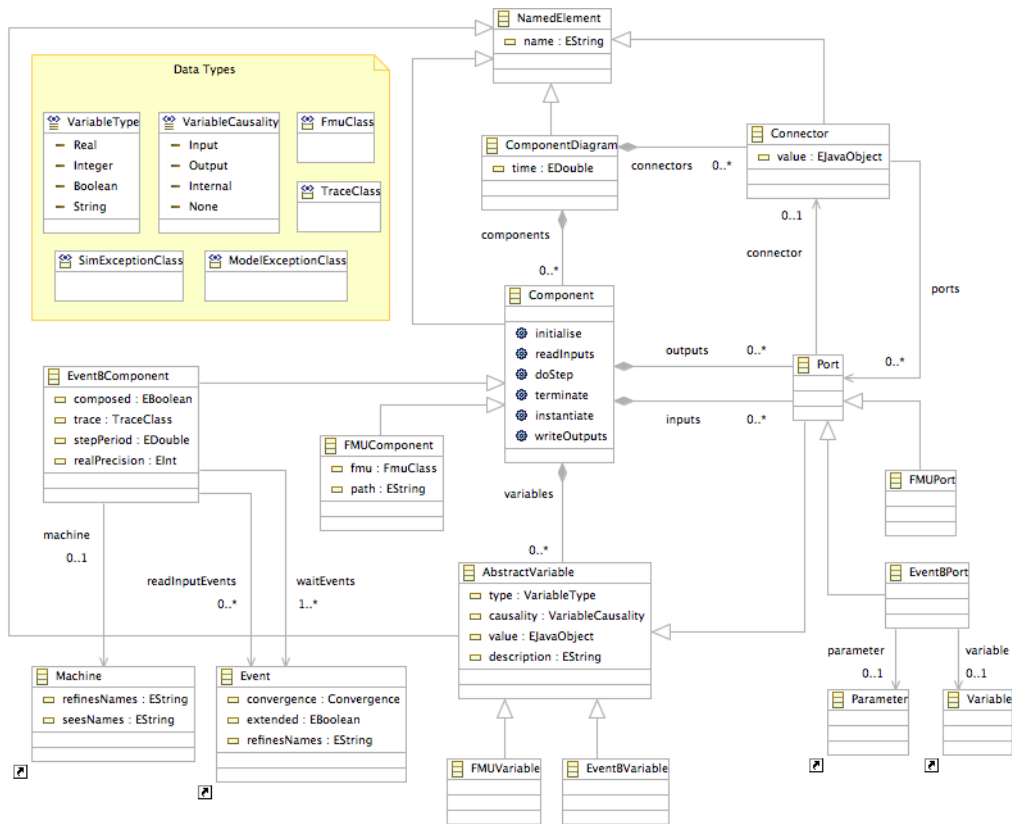 NamedElement
name : EString
Data Types
VariableType
Real
Integer
Boolean
String
VariableCausality
Input
Output
Internal
None
FmuClass
TraceClass
SimExceptionClass
ModelExceptionClass
ComponentDiagram
time : EDouble
connectors
0..*
Connector
value : EJavaObject
components
0..*
0..1
connector
ports
0..*
Component
initialise
readInputs
doStep
terminate
instantiate
writeOutputs
outputs
0..*
inputs
0..*
Port
EventBComponent
composed : EBoolean
trace : TraceClass
stepPeriod : EDouble
realPrecision : EInt
FMUComponent
fmu : FmuClass
path : EString
FMUPort
variables
0..*
machine
0..1
readInputEvents
0..*
waitEvents
1..*
AbstractVariable
type : VariableType
causality : VariableCausality
value : EJavaObject
description : EString
EventBPort
parameter
0..1
variable
0..1
Machine
refinesNames : EString
seesNames : EString
Event
convergence : Convergence
extended : EBoolean
refinesNames : EString
Parameter
Variable
FMUVariable
EventBVariable